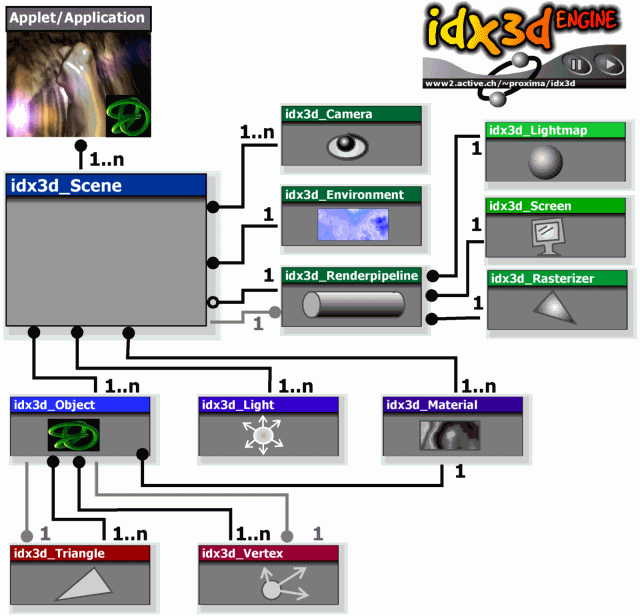 Applet/Application
idx3d ENGINE
www2.active.ch/~proxima/idx3d
1..n
idx3d_Scene
1..n
idx3d_Camera
1
idx3d_Environment
1
idx3d_Renderpipeline
1
1
idx3d_Lightmap
1
idx3d_Screen
1
idx3d_Rasterizer
1..n
1..n
1..n
idx3d_Object
idx3d_Light
idx3d_Material
1
1
1..n
1..n
1
idx3d_Triangle
idx3d_Vertex